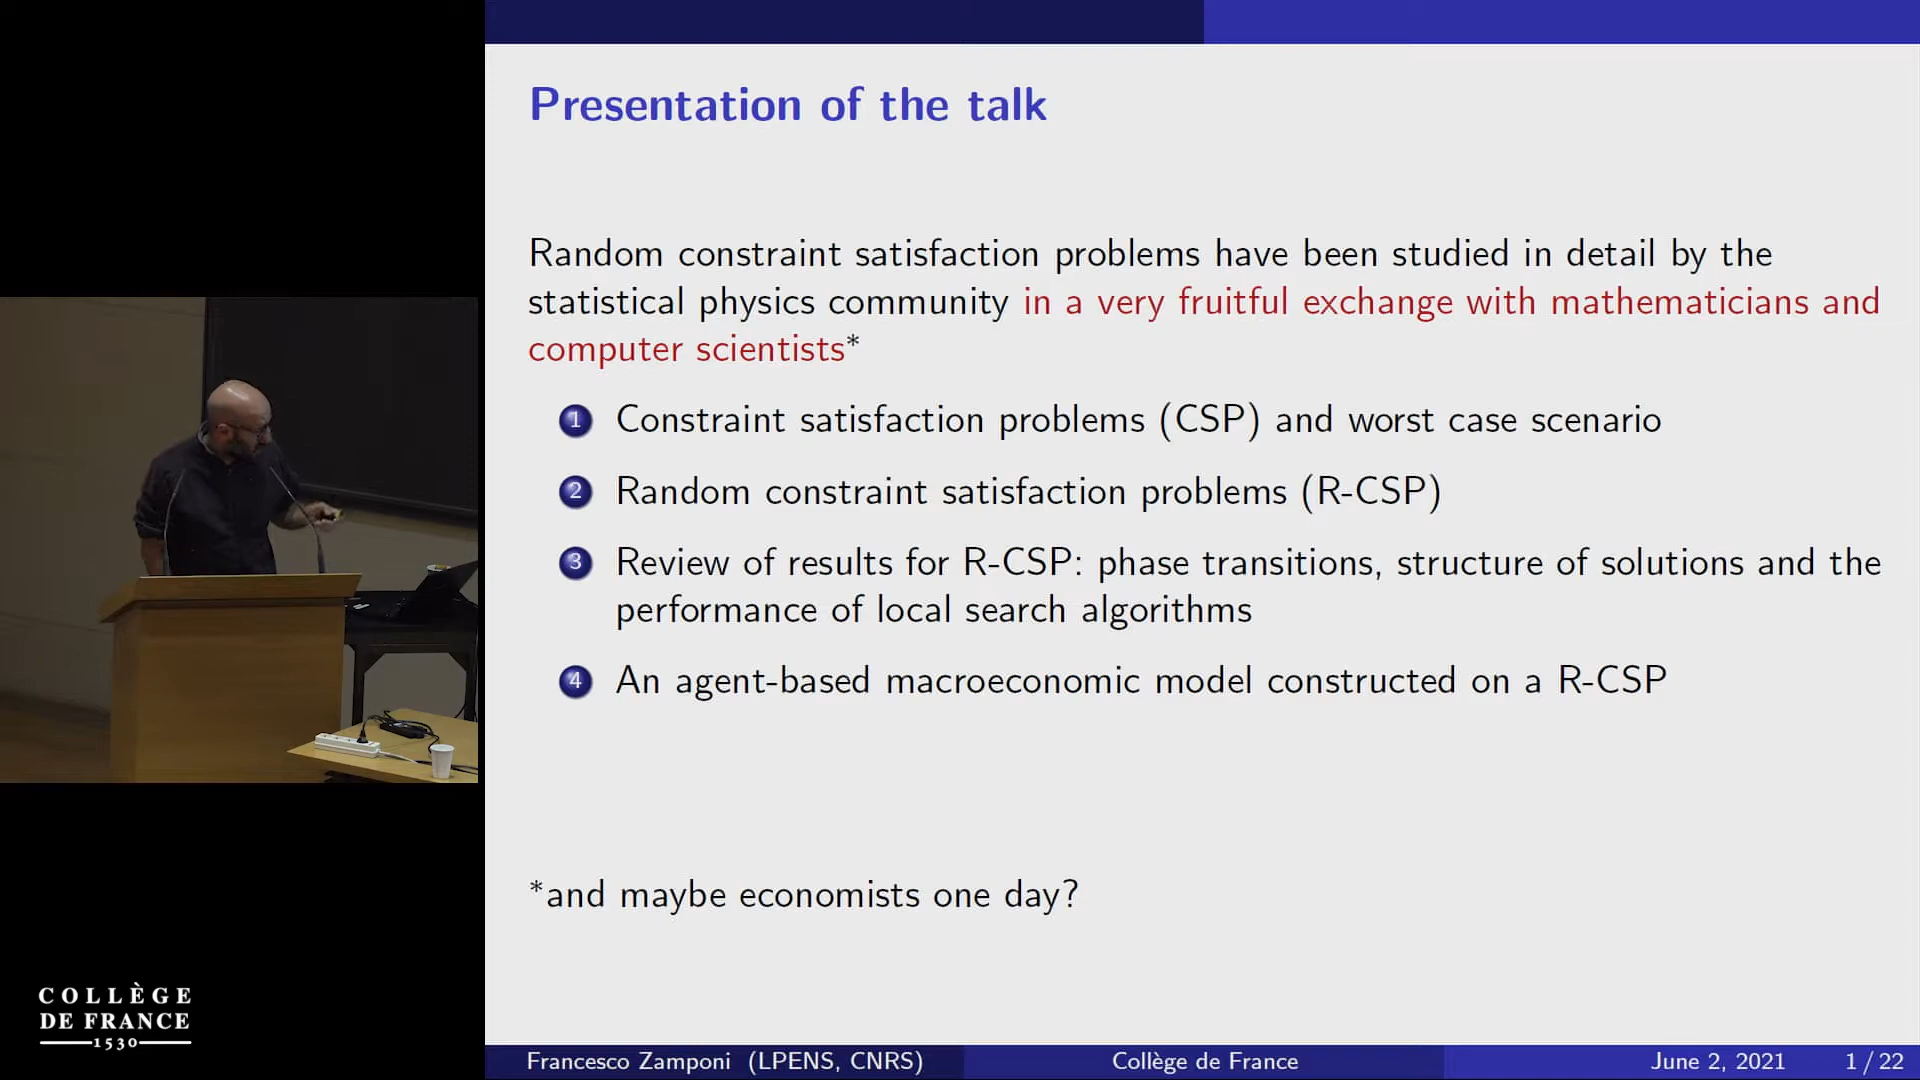 Presentation of the talk
Random constraint satisfaction problems have been studied in detail by the
statistical physics community in a very fruitful exchange with mathematicians and
computer scientists*
1 Constraint satisfaction problems (CSP) and worst case scenario
2 Random constraint satisfaction problems (R-CSP)
3 Review of results for R-CSP: phase transitions, structure of solutions and the
performance of local search algorithms
4 An agent-based macroeconomic model constructed on a R-CSP
*and maybe economists one day?
COLLÈGE
DE FRANCE
1530
Francesco Zamponi (LPENS, CNRS) Collège de France June 2, 2021 1 / 22